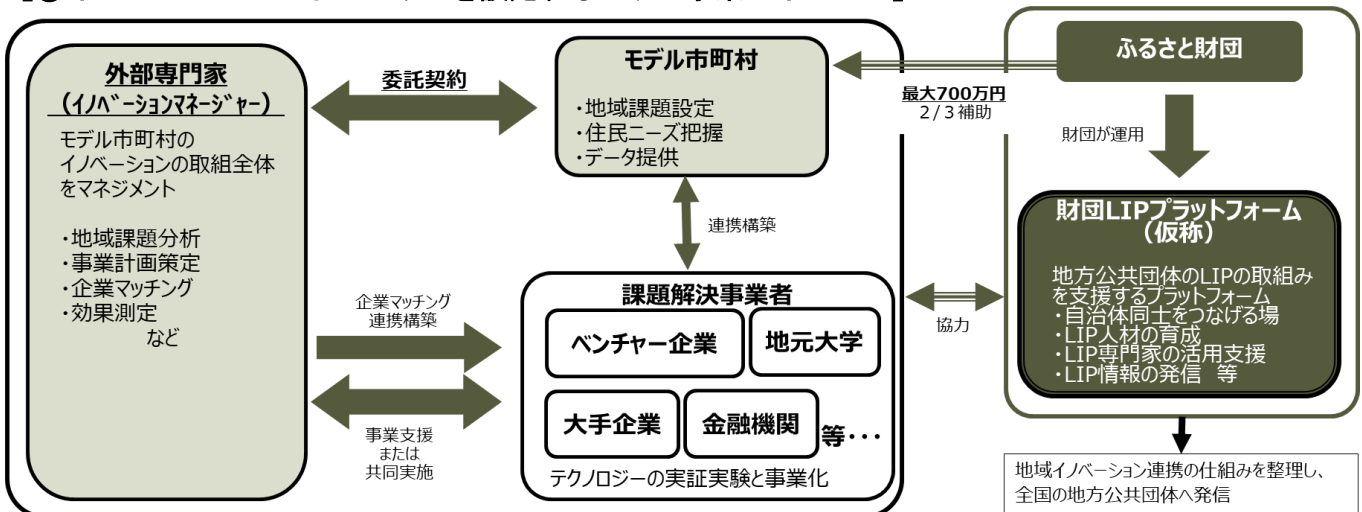 外部専門家
(ｲﾉﾍﾞｰｼｮﾝﾏﾈｰｼﾞｬｰ)
モデル市町村の
イノベーションの取組全体
をマネジメント
・地域課題分析
・事業計画策定
・企業マッチング
・効果測定
など
委託契約
モデル市町村
・地域課題設定
・住民ニーズ把握
・データ提供
連携構築
企業マッチング
連携構築
事業支援
または
共同実施
課題解決事業者
ベンチャー企業
地元大学
大手企業
金融機関
等・・・
テクノロジーの実証実験と事業化
最大700万円
2/3補助
協力
ふるさと財団
財団が運用
財団LIPプラットフォーム
(仮称)
地方公共団体のLIPの取組み
を支援するプラットフォーム
・自治体同士をつなげる場
・LIP人材の育成
・LIP専門家の活用支援
・LIP情報の発信 等
地域イノベーション連携の仕組みを整理し、
全国の地方公共団体へ発信